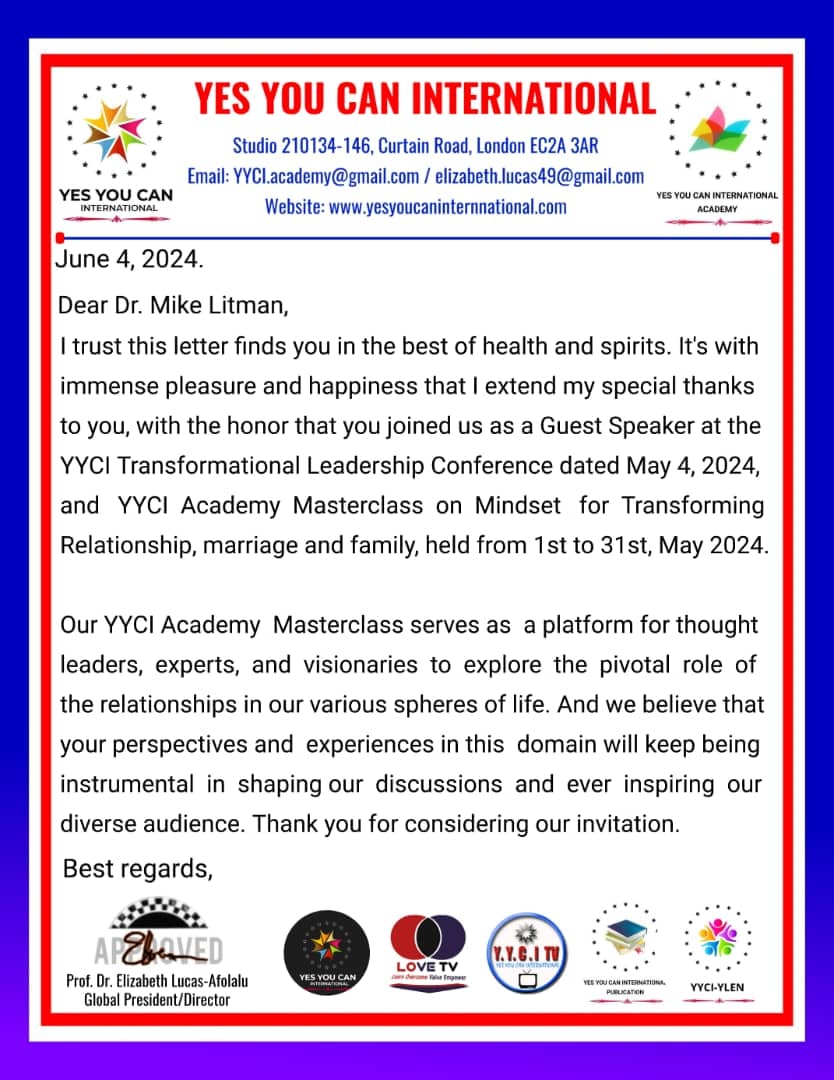 YES YOU CAN INTERNATIONAL
Studio 210134-146, Curtain Road, London EC2A 3AR
Email: YYCI.academy@gmail.com / elizabeth.lucas49@gmail.com
Website: www.yesyoucaninternnational.com
YES YOU CAN
INTERNATIONAL
YES YOU CAN INTERNATIONAL
ACADEMY
June 4, 2024.
Dear Dr. Mike Litman,
I trust this letter finds you in the best of health and spirits. It's with
immense pleasure and happiness that I extend my special thanks
to you, with the honor that you joined us as a Guest Speaker at the
YYCI Transformational Leadership Conference dated May 4, 2024,
and YYCI Academy Masterclass on Mindset for Transforming
Relationship, marriage and family, held from 1st to 31st, May 2024.
Our YYCI Academy Masterclass serves as a platform for thought
leaders, experts, and visionaries to explore the pivotal role of
the relationships in our various spheres of life. And we believe that
your perspectives and experiences in this domain will keep being
instrumental in shaping our discussions and ever inspiring our
diverse audience. Thank you for considering our invitation.
Best regards,
APPROVED
Prof. Dr. Elizabeth Lucas-Afolalu
Global President/Director
YES YOU CAN
INTERNATIONAL
LOVE TV
Learn Overcome Value Empower
Y.Y.C.I TV
YES YOU CAN INTERNATIONAL
YES YOU CAN INTERNATIONAL
PUBLICATION
YYCI-YLEN